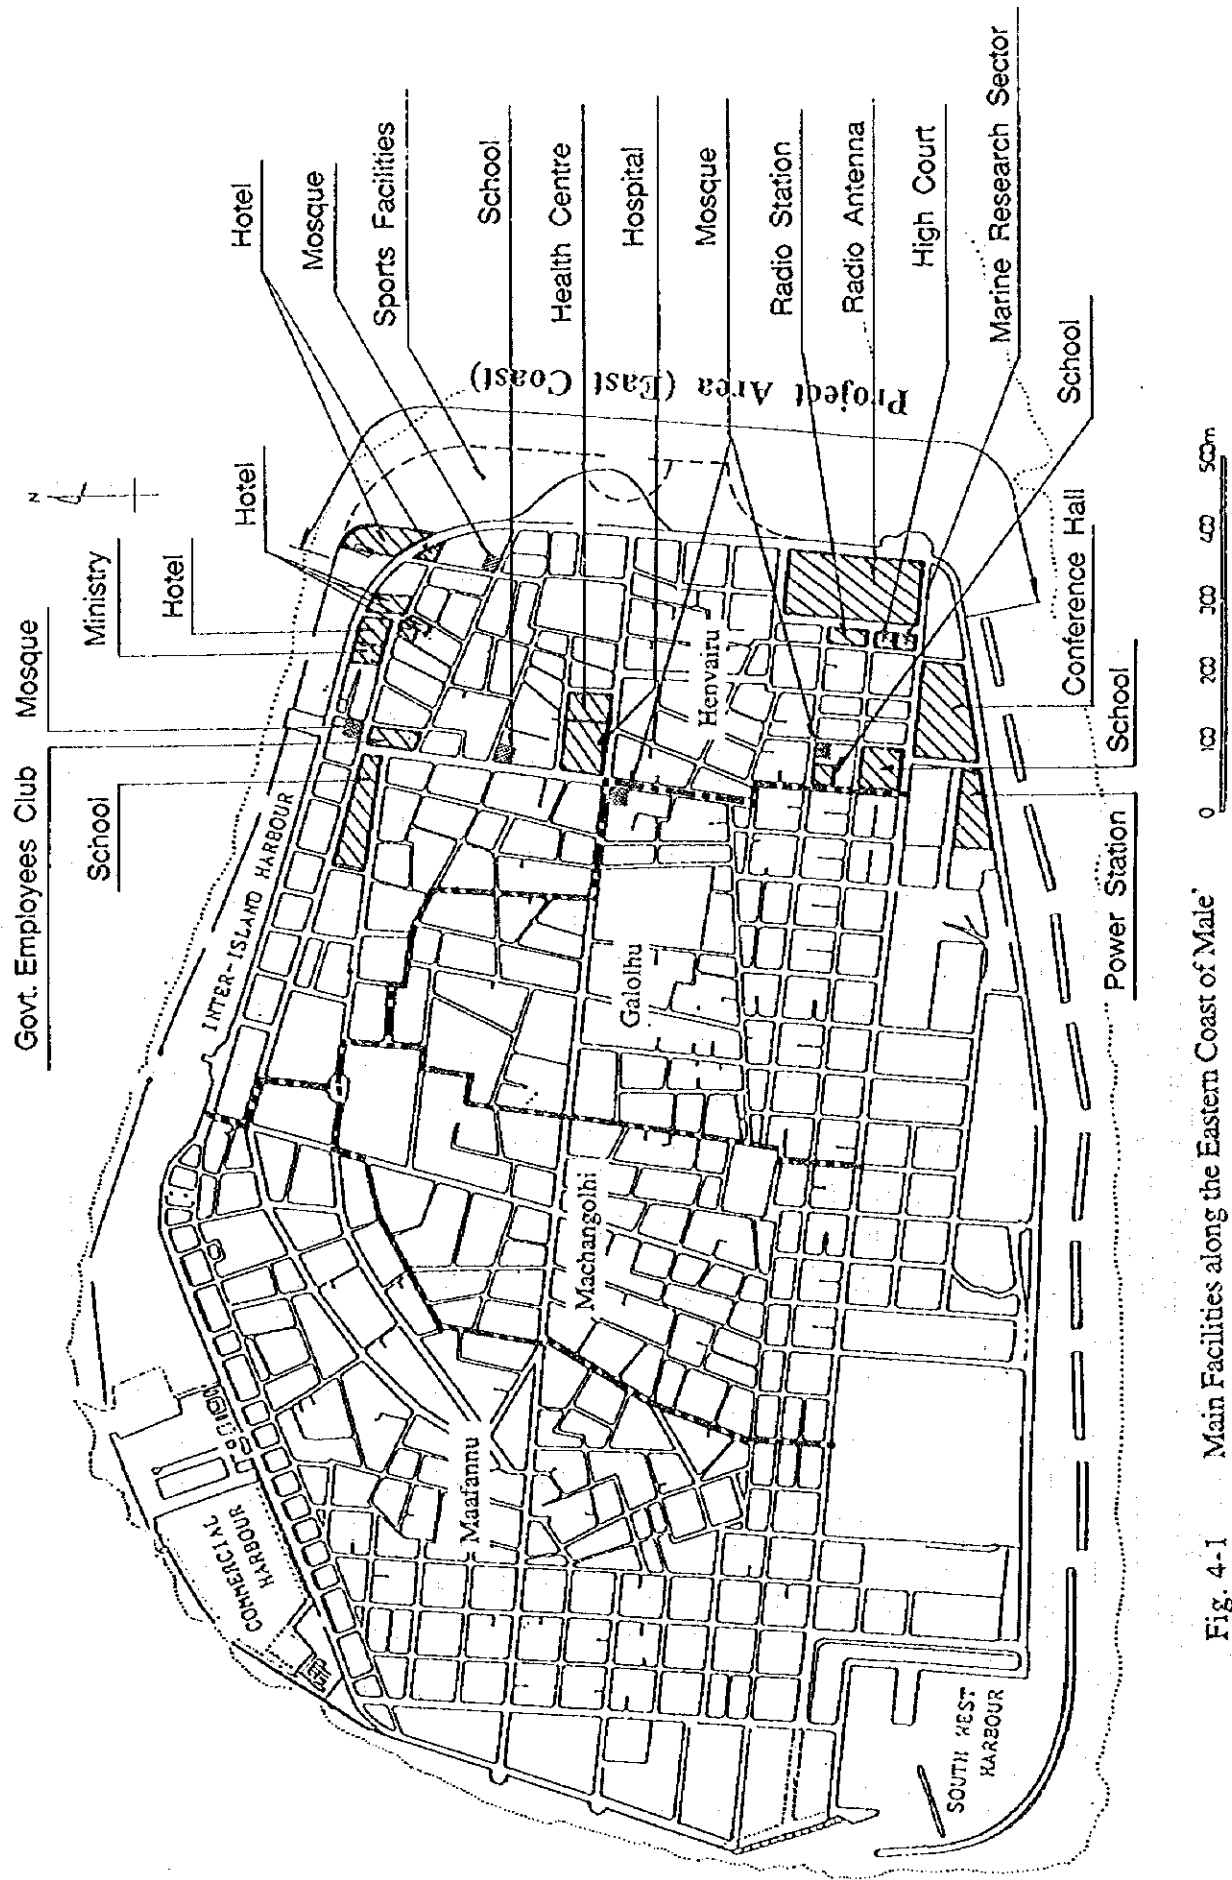 Govt. Employees Club
Mosque
School
Ministry
Hotel
Hotel
Hotel
Mosque
Sports Facilities
School
Health Centre
Hospital
Mosque
Radio Station
Radio Antenna
High Court
Marine Research Sector
School
Project Area (East Coast)
N
INTER-ISLAND HARBOUR
COMMERCIAL
HARBOUR
Maafannu
Machangolhi
Galolhu
Henvairu
SOUTH WEST
HARBOUR
Power Station
School
Conference Hall
0 100 200 300 400 500m
Fig. 4-1 Main Facilities along the Eastern Coast of Male'